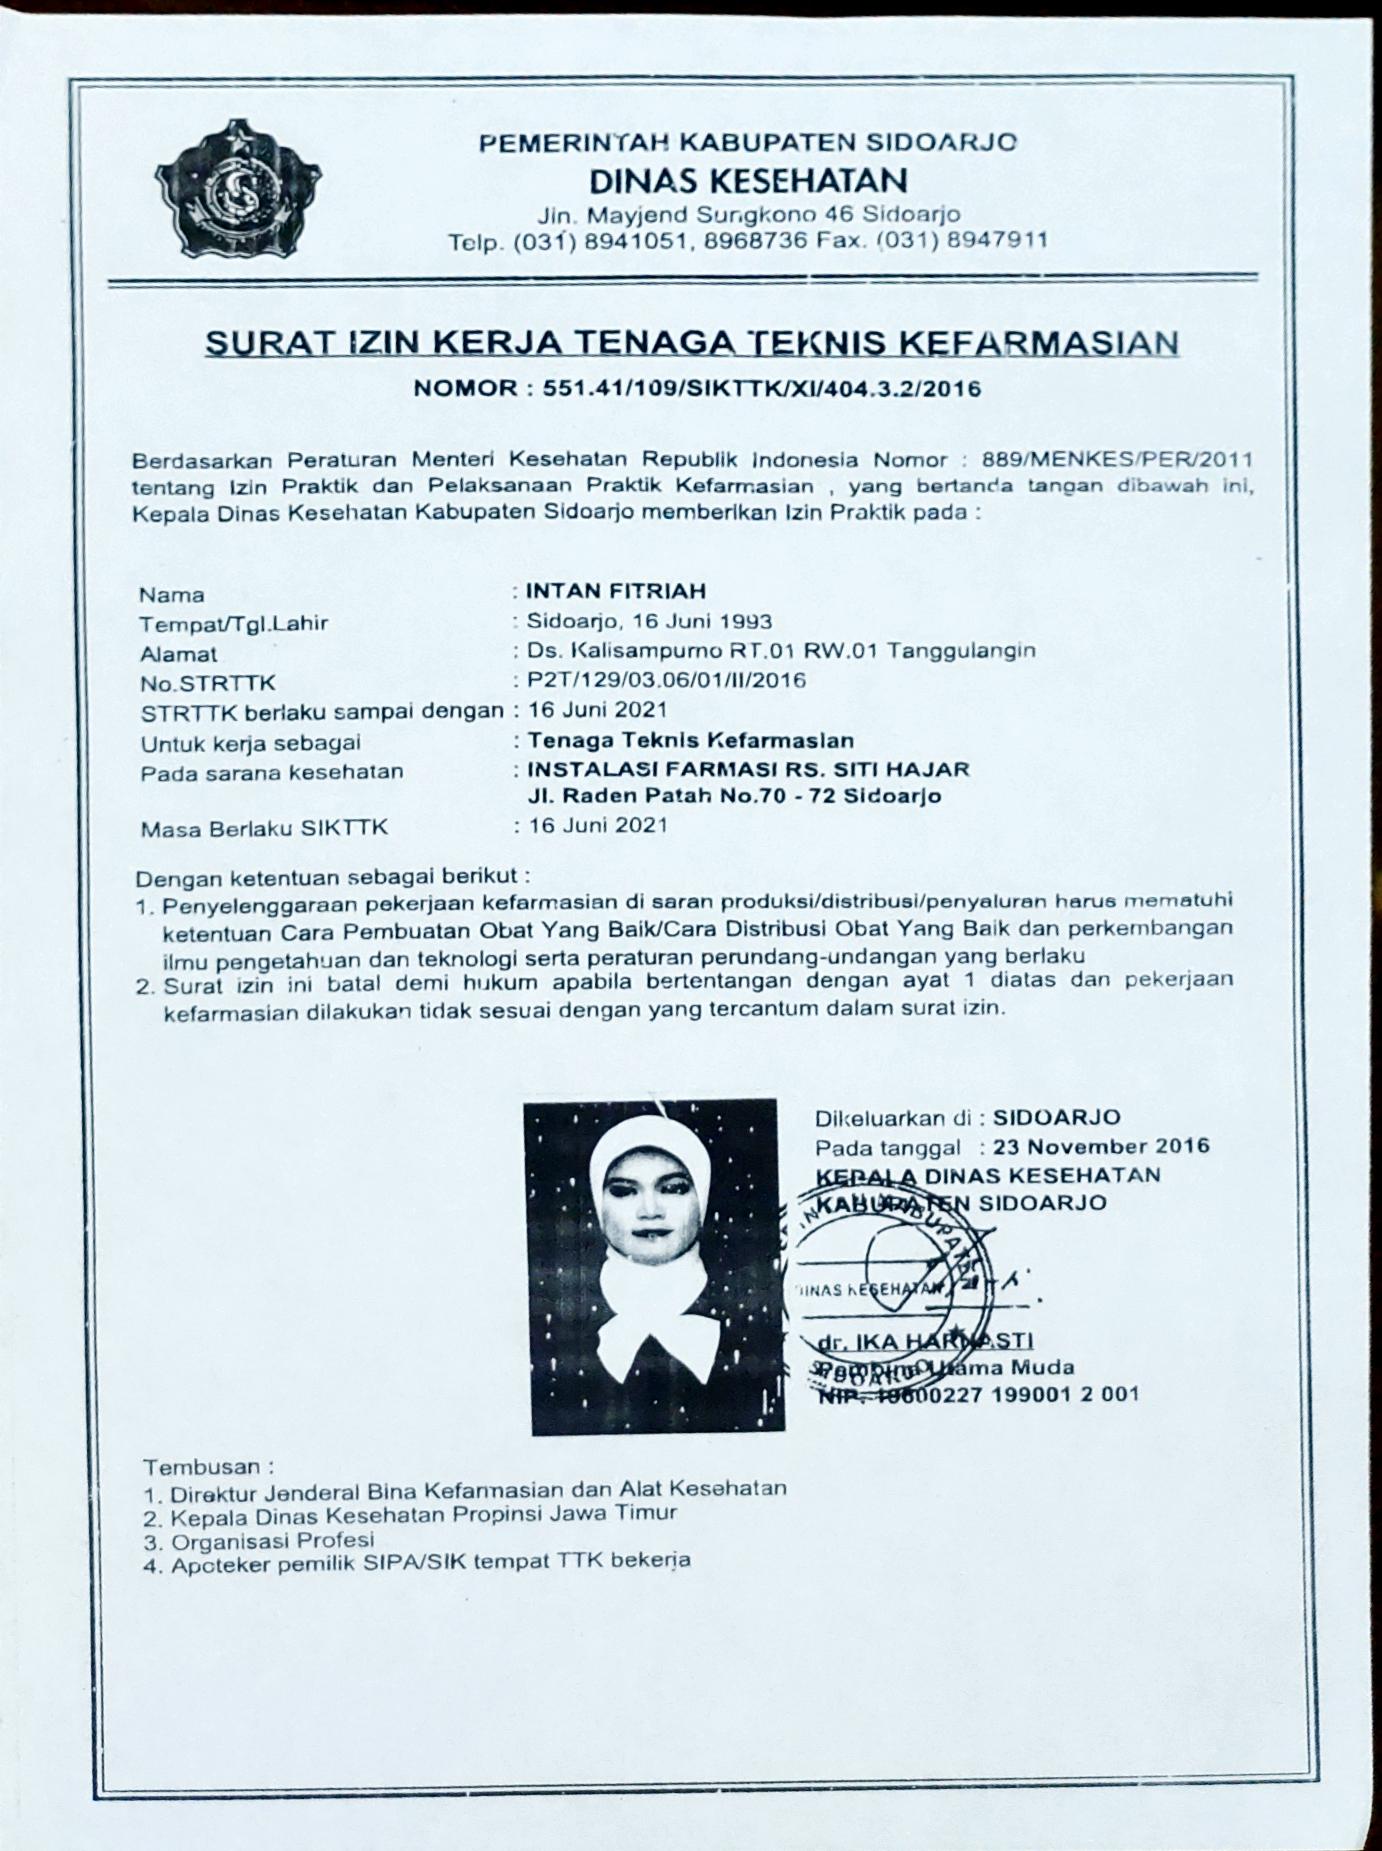 PEMERINTAH KABUPATEN SIDOARJO
DINAS KESEHATAN
Jln. Mayjend Sungkono 46 Sidoarjo
Telp. (031) 8941051, 8968736 Fax. (031) 8947911
SURAT IZIN KERJA TENAGA TEKNIS KEFARMASIAN
NOMOR : 551.41/109/SIKTTK/XI/404.3.2/2016
Berdasarkan Peraturan Menteri Kesehatan Republik Indonesia Nomor : 889/MENKES/PER/2011
tentang Izin Praktik dan Pelaksanaan Praktik Kefarmasian , yang bertanda tangan dibawah ini,
Kepala Dinas Kesehatan Kabupaten Sidoarjo memberikan Izin Praktik pada :
Nama : INTAN FITRIAH
Tempat/Tgl.Lahir : Sidoarjo, 16 Juni 1993
Alamat : Ds. Kalisampurno RT.01 RW.01 Tanggulangin
No.STRTTK : P2T/129/03.06/01/II/2016
STRTTK berlaku sampai dengan : 16 Juni 2021
Untuk kerja sebagai : Tenaga Teknis Kefarmasian
Pada sarana kesehatan : INSTALASI FARMASI RS. SITI HAJAR
Jl. Raden Patah No.70 - 72 Sidoarjo
Masa Berlaku SIKTTK : 16 Juni 2021
Dengan ketentuan sebagai berikut :
1. Penyelenggaraan pekerjaan kefarmasian di saran produksi/distribusi/penyaluran harus mematuhi
ketentuan Cara Pembuatan Obat Yang Baik/Cara Distribusi Obat Yang Baik dan perkembangan
ilmu pengetahuan dan teknologi serta peraturan perundang-undangan yang berlaku
2. Surat izin ini batal demi hukum apabila bertentangan dengan ayat 1 diatas dan pekerjaan
kefarmasian dilakukan tidak sesuai dengan yang tercantum dalam surat izin.
Dikeluarkan di : SIDOARJO
Pada tanggal : 23 November 2016
KEPALA DINAS KESEHATAN
KABUPATEN SIDOARJO
DINAS KESEHATAN
dr. IKA HARNASTI
Pembina Utama Muda
NIP. 19600227 199001 2 001
SIDOARJO
Tembusan :
1. Direktur Jenderal Bina Kefarmasian dan Alat Kesehatan
2. Kepala Dinas Kesehatan Propinsi Jawa Timur
3. Organisasi Profesi
4. Apoteker pemilik SIPA/SIK tempat TTK bekerja